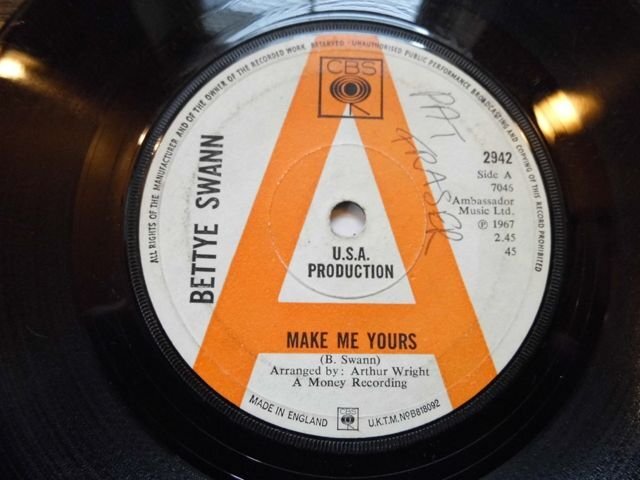 ALL RIGHTS OF THE MANUFACTURER AND OF THE OWNER OF THE RECORDED WORK RESERVED · UNAUTHORISED PUBLIC PERFORMANCE BROADCASTING AND COPYING OF THIS RECORD PROHIBITED
CBS
A
PAT
FRASER
BETTYE SWANN
2942
Side A
7046
Ambassador
Music Ltd.
℗ 1967
2.45
45
U.S.A.
PRODUCTION
MAKE ME YOURS
(B. Swann)
Arranged by: Arthur Wright
A Money Recording
MADE IN ENGLAND CBS U.K.T.M. No B818092